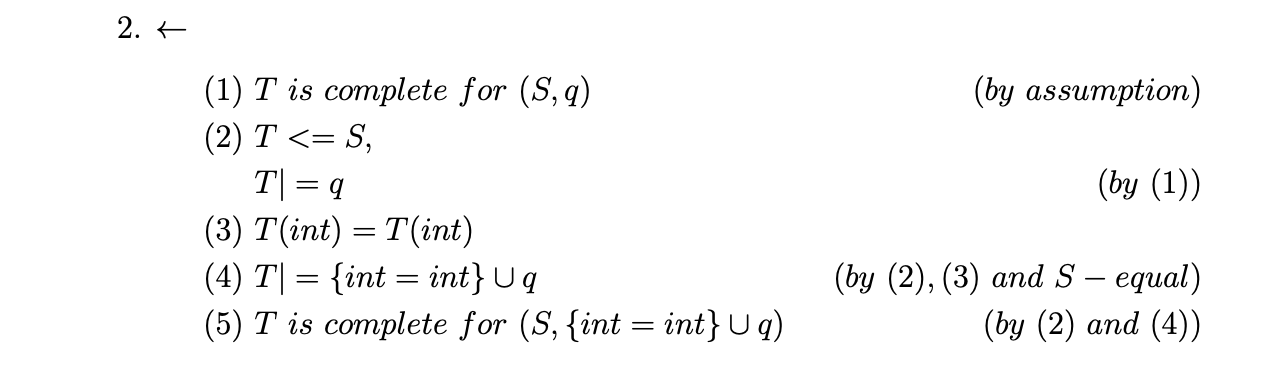 2. ←
(1) T is complete for (S, q) (by assumption)
(2) T <= S,
T| = q (by (1))
(3) T(int) = T(int)
(4) T| = {int = int} ∪ q (by (2), (3) and S − equal)
(5) T is complete for (S, {int = int} ∪ q) (by (2) and (4))